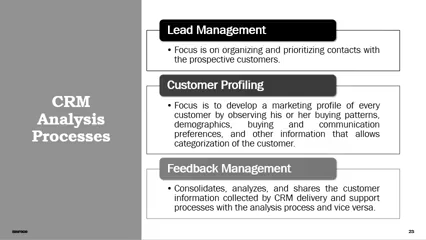 CRM
Analysis
Processes
Lead Management
• Focus is on organizing and prioritizing contacts with
the prospective customers.
Customer Profiling
• Focus is to develop a marketing profile of every
customer by observing his or her buying patterns,
demographics, buying and communication
preferences, and other information that allows
categorization of the customer.
Feedback Management
• Consolidates, analyzes, and shares the customer
information collected by CRM delivery and support
processes with the analysis process and vice versa.
25